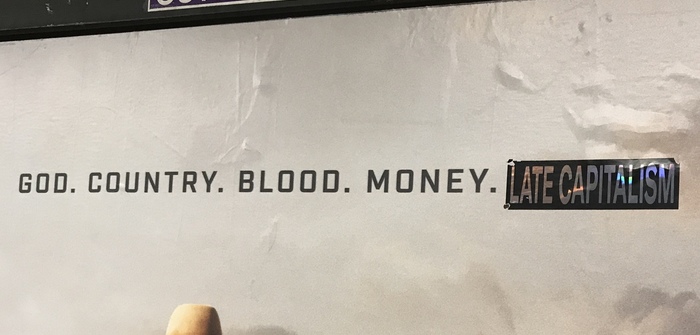 GOD. COUNTRY. BLOOD. MONEY. LATE CAPITALISM